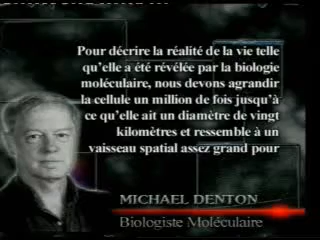 Pour décrire la réalité de la vie telle
qu'elle a été révélée par la biologie
moléculaire, nous devons agrandir
la cellule un million de fois jusqu'à
ce qu'elle ait un diamètre de vingt
kilomètres et ressemble à un
vaisseau spatial assez grand pour
MICHAEL DENTON
Biologiste Moléculaire